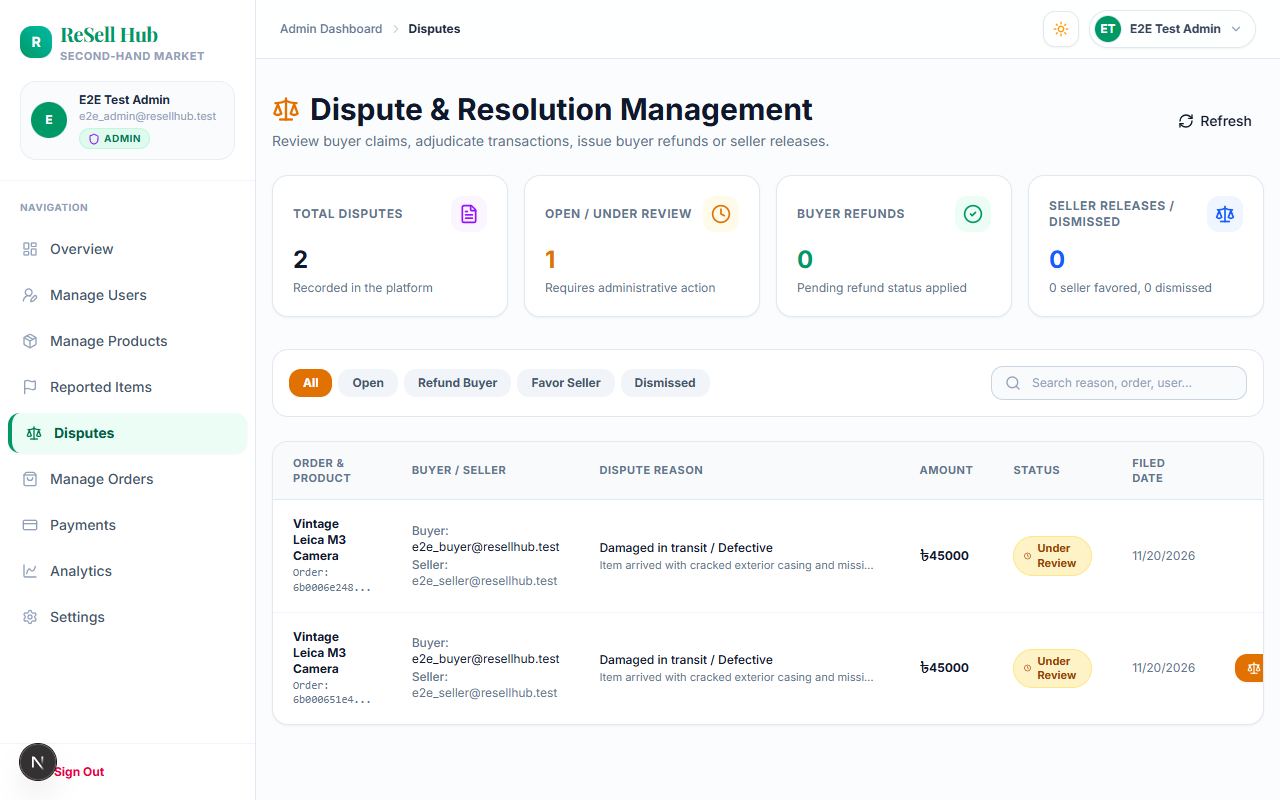 R
ReSell Hub
SECOND-HAND MARKET
E
E2E Test Admin
e2e_admin@resellhub.test
ADMIN
NAVIGATION
Overview
Manage Users
Manage Products
Reported Items
Disputes
Manage Orders
Payments
Analytics
Settings
N
Sign Out
Admin Dashboard
Disputes
ET
E2E Test Admin
Dispute & Resolution Management
Review buyer claims, adjudicate transactions, issue buyer refunds or seller releases.
Refresh
TOTAL DISPUTES
2
Recorded in the platform
OPEN / UNDER REVIEW
1
Requires administrative action
BUYER REFUNDS
0
Pending refund status applied
SELLER RELEASES /
DISMISSED
0
0 seller favored, 0 dismissed
All
Open
Refund Buyer
Favor Seller
Dismissed
Search reason, order, user...
ORDER &
PRODUCT
BUYER / SELLER
DISPUTE REASON
AMOUNT
STATUS
FILED
DATE
Vintage
Leica M3
Camera
Order:
6b0006e248...
Buyer:
e2e_buyer@resellhub.test
Seller:
e2e_seller@resellhub.test
Damaged in transit / Defective
Item arrived with cracked exterior casing and missi...
৳45000
Under
Review
11/20/2026
Vintage
Leica M3
Camera
Order:
6b000651e4...
Buyer:
e2e_buyer@resellhub.test
Seller:
e2e_seller@resellhub.test
Damaged in transit / Defective
Item arrived with cracked exterior casing and missi...
৳45000
Under
Review
11/20/2026